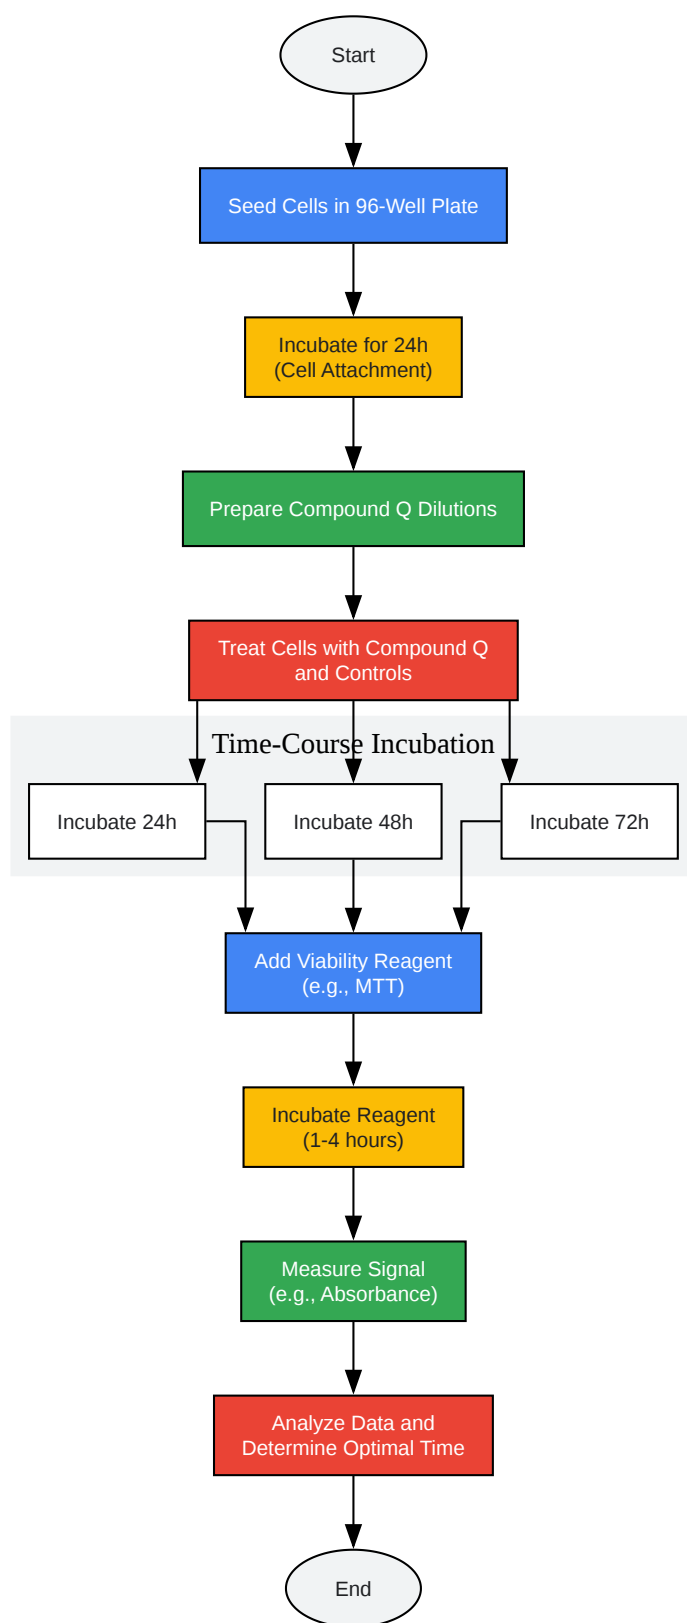 Start
Seed Cells in 96-Well Plate
Incubate for 24h
(Cell Attachment)
Prepare Compound Q Dilutions
Treat Cells with Compound Q
and Controls
Time-Course Incubation
Incubate 24h
Incubate 48h
Incubate 72h
Add Viability Reagent
(e.g., MTT)
Incubate Reagent
(1-4 hours)
Measure Signal
(e.g., Absorbance)
Analyze Data and
Determine Optimal Time
End